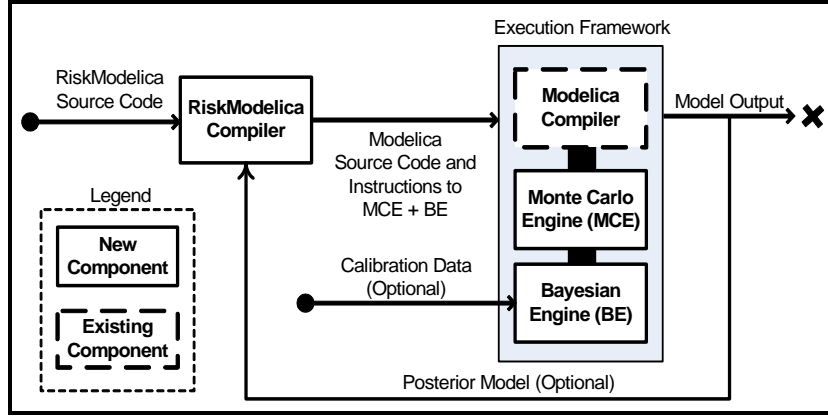 Execution Framework
RiskModelica
Source Code
RiskModelica
Compiler
Modelica
Compiler
Model Output
Modelica
Source Code and
Instructions to
MCE + BE
Legend
New
Component
Existing
Component
Monte Carlo
Engine (MCE)
Calibration Data
(Optional)
Bayesian
Engine (BE)
Posterior Model (Optional)